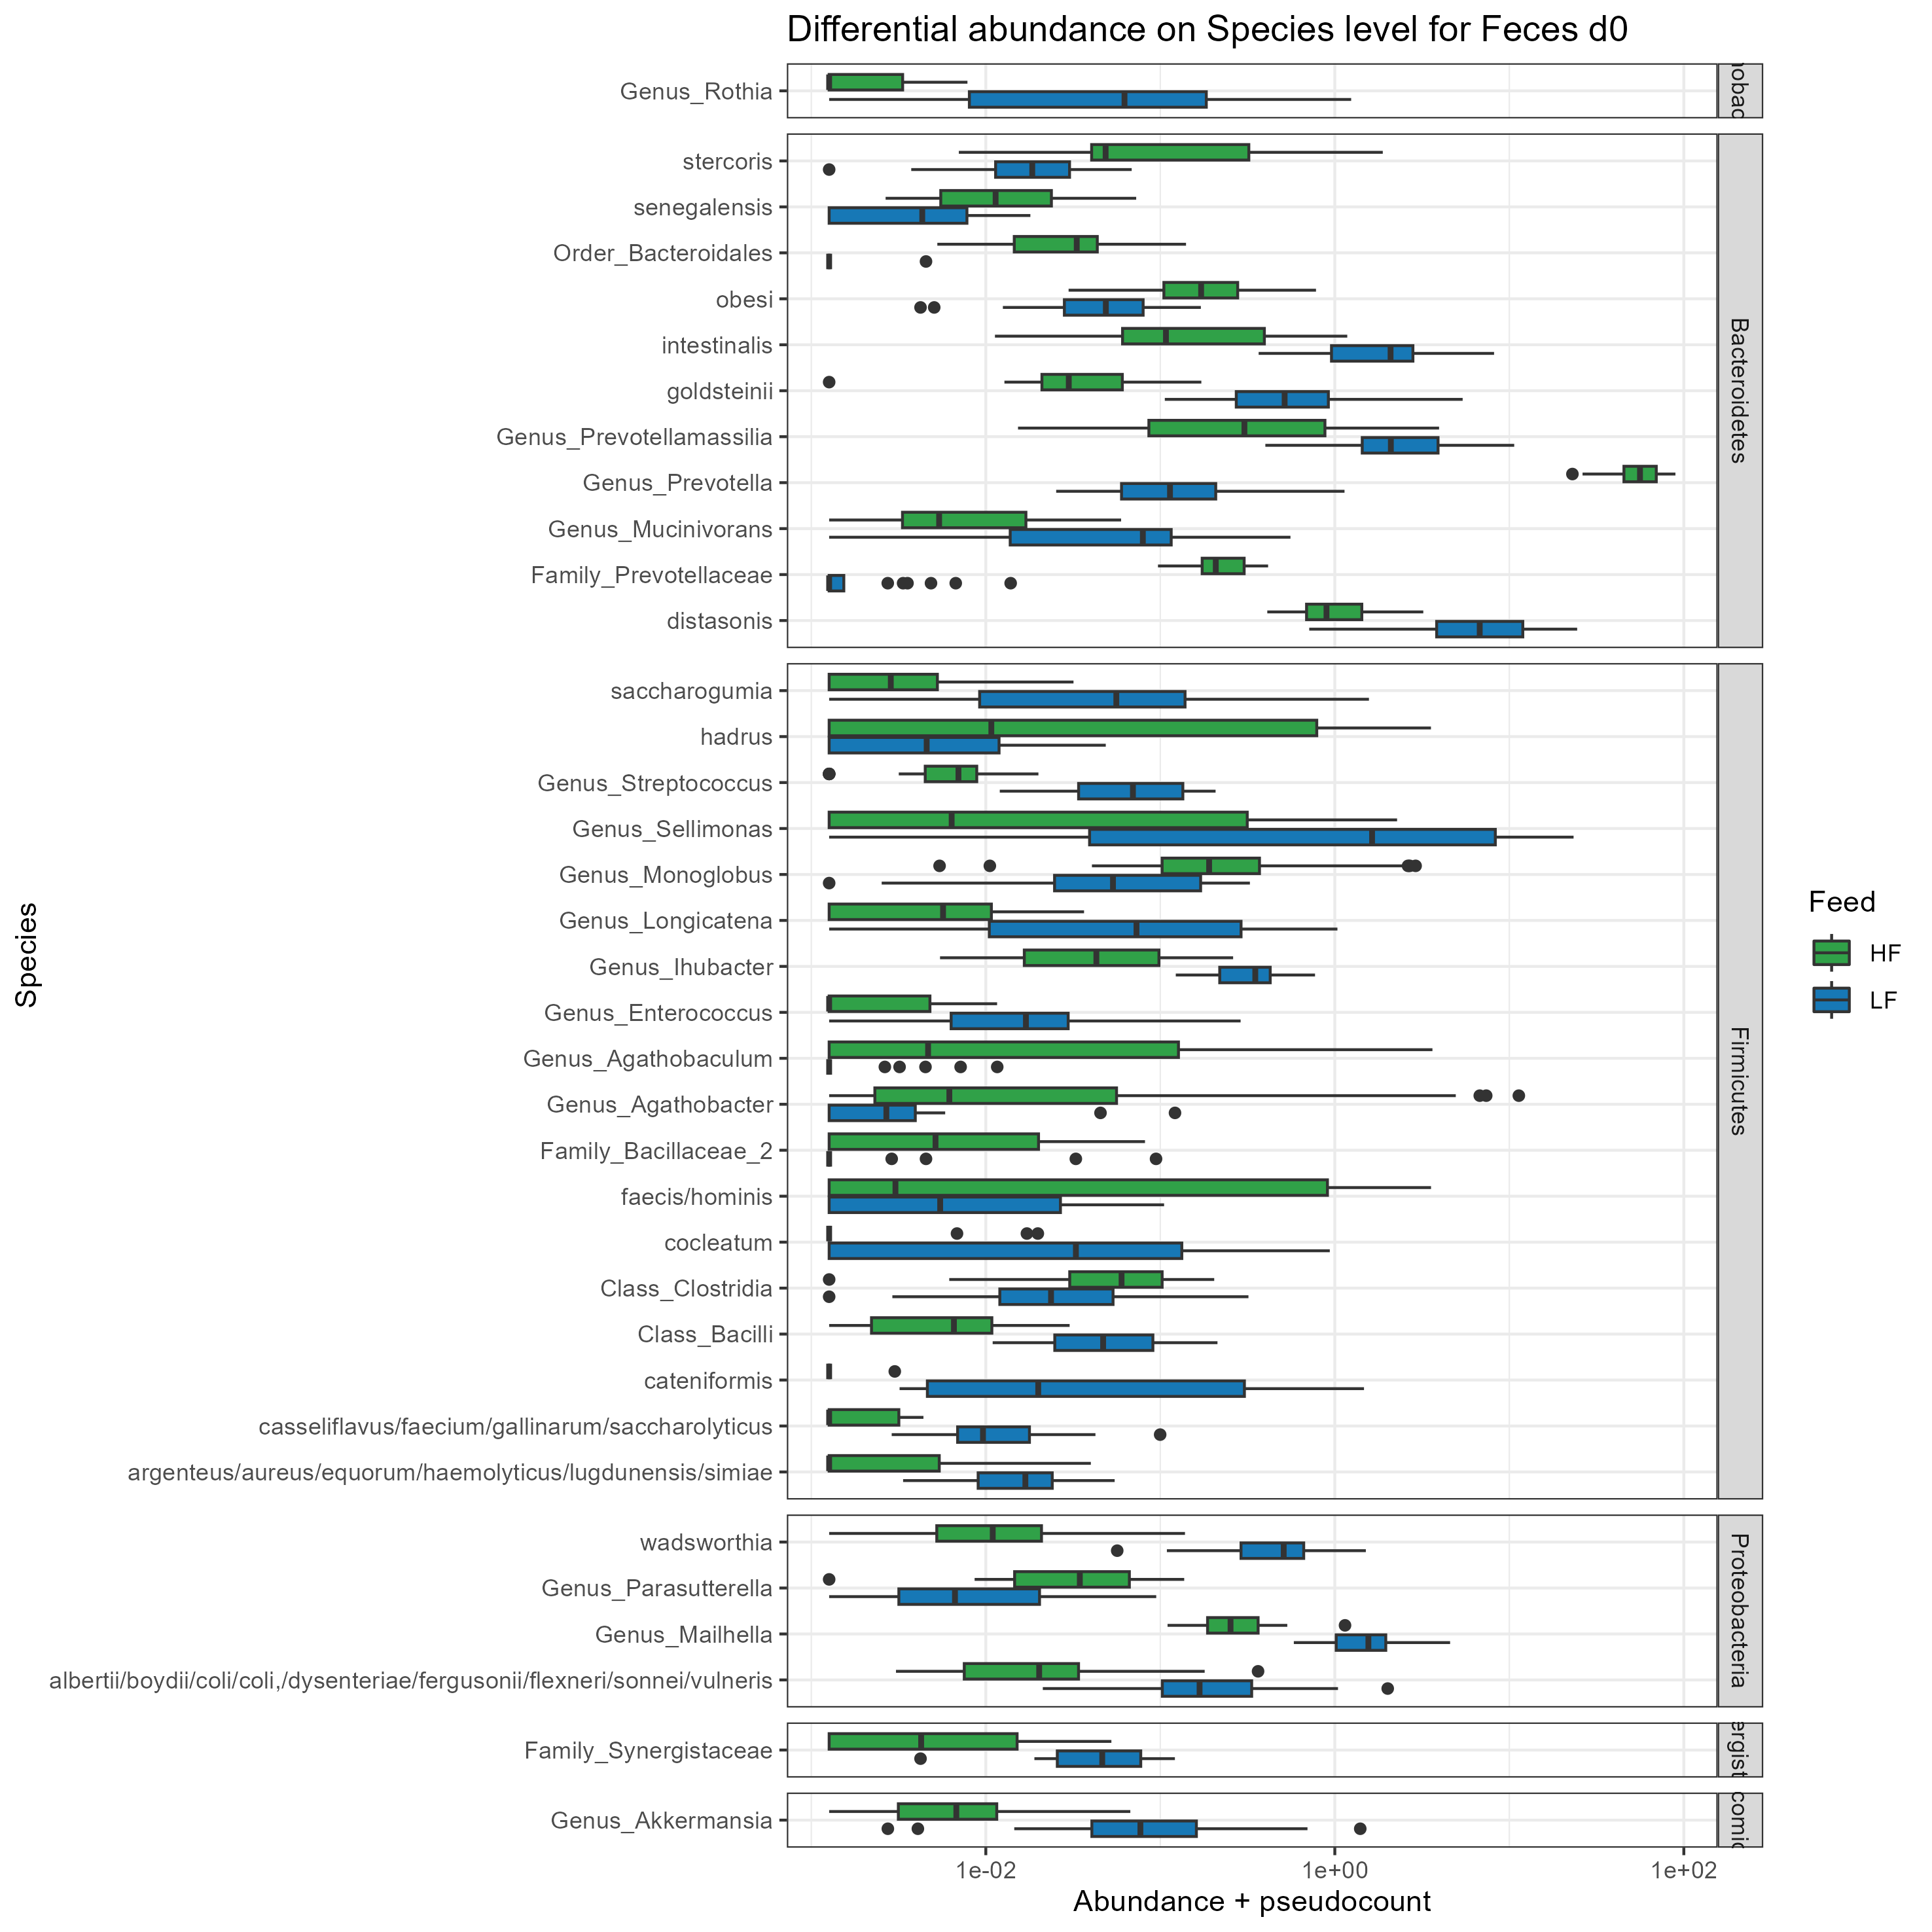 Differential abundance on Species level for Feces d0
Genus_Rothia
stercoris
senegalensis
Order_Bacteroidales
obesi
intestinalis
goldsteinii
Genus_Prevotellamassilia
Genus_Prevotella
Genus_Mucinivorans
Family_Prevotellaceae
distasonis
Bacteroidetes
saccharogumia
hadrus
Genus_Streptococcus
Genus_Sellimonas
Genus_Monoglobus
Genus_Longicatena
Genus_Ihubacter
Genus_Enterococcus
Genus_Agathobaculum
Genus_Agathobacter
Family_Bacillaceae_2
faecis/hominis
cocleatum
Class_Clostridia
Class_Bacilli
cateniformis
casseliflavus/faecium/gallinarum/saccharolyticus
argenteus/aureus/equorum/haemolyticus/lugdunensis/simiae
Firmicutes
wadsworthia
Genus_Parasutterella
Genus_Mailhella
albertii/boydii/coli/coli,/dysenteriae/fergusonii/flexneri/sonnei/vulneris
Proteobacteria
Family_Synergistaceae
Genus_Akkermansia
1e-02
1e+00
1e+02
Abundance + pseudocount
Species
Feed
HF
LF